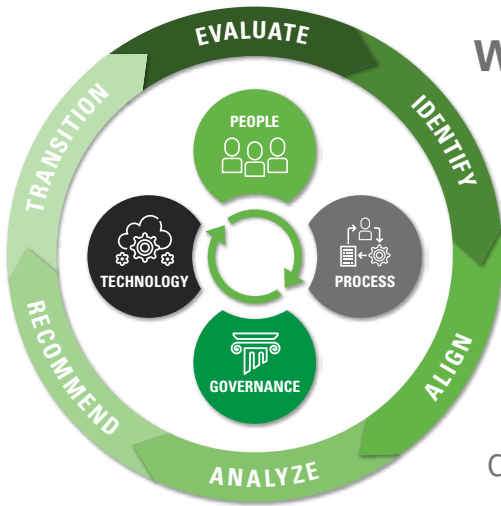 EVALUATE
W
IDENTIFY
TRANSITION
PEOPLE
TECHNOLOGY
PROCESS
GOVERNANCE
ALIGN
RECOMMEND
ANALYZE